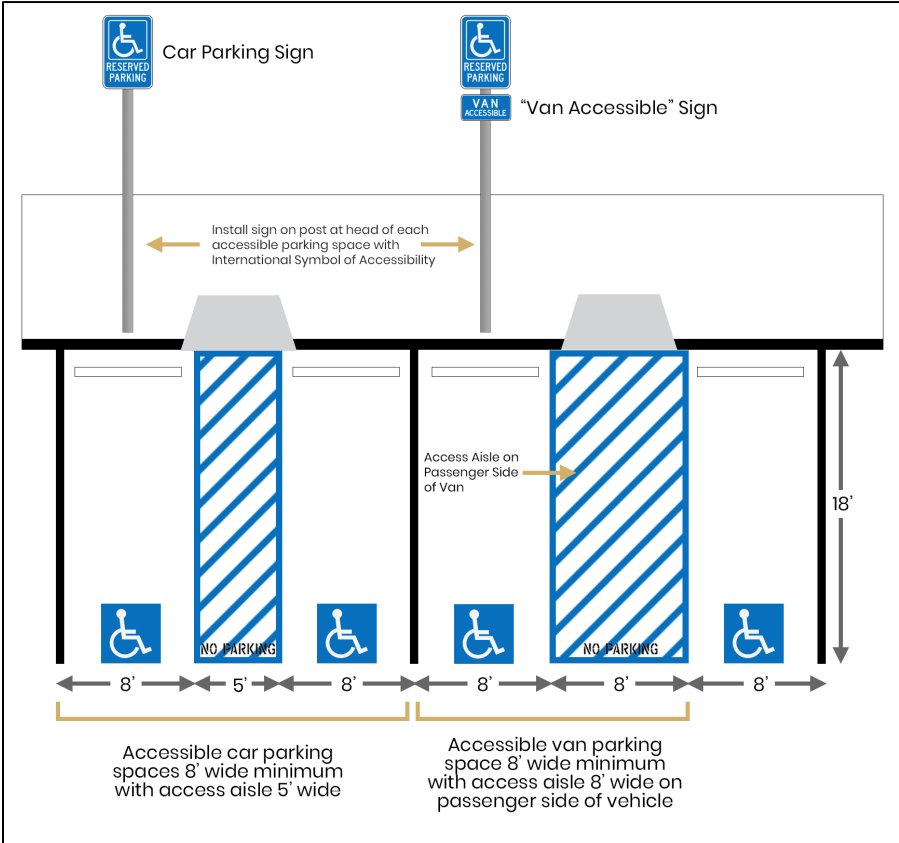 RESERVED
PARKING
Car Parking Sign
RESERVED
PARKING
VAN
ACCESSIBLE
“Van Accessible” Sign
Install sign on post at head of each
accessible parking space with
International Symbol of Accessibility
Access Aisle on
Passenger Side
of Van
18’
NO PARKING
NO PARKING
8’
5’
8’
8’
8’
8’
Accessible car parking
spaces 8’ wide minimum
with access aisle 5’ wide
Accessible van parking
space 8’ wide minimum
with access aisle 8’ wide on
passenger side of vehicle